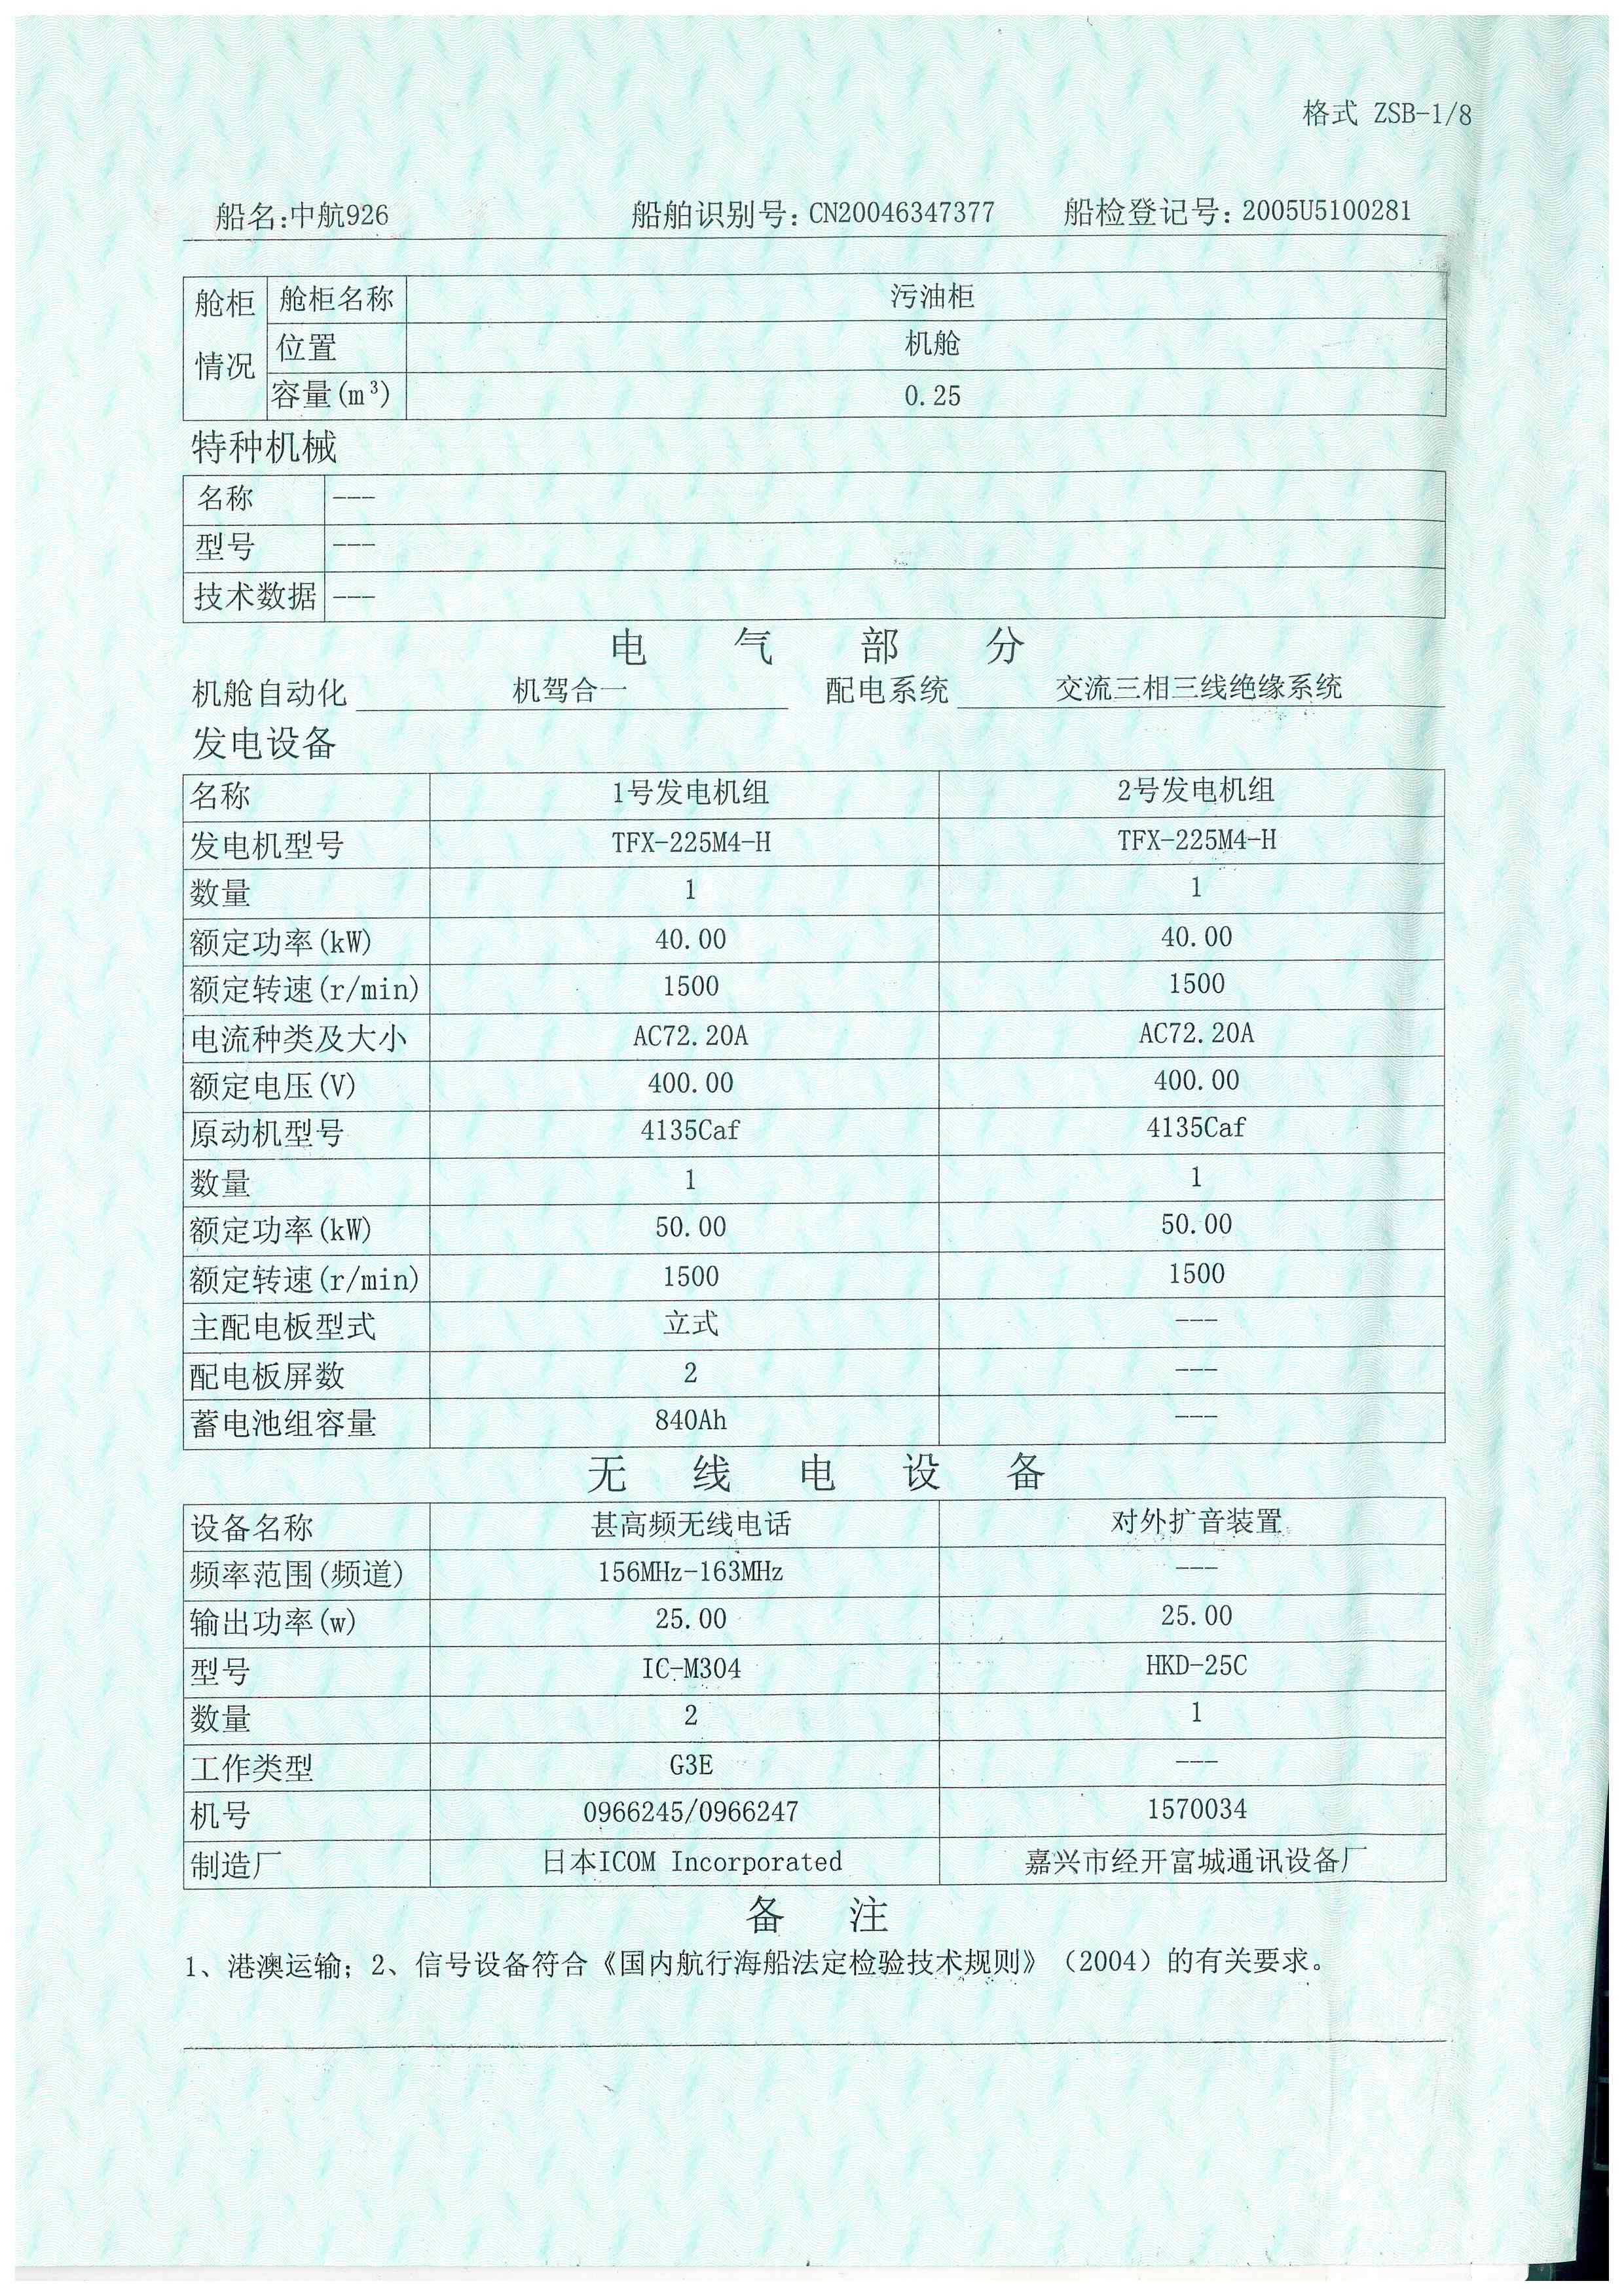 格式 ZSB-1/8
船名:中航926 船舶识别号: CN20046347377 船检登记号: 2005U5100281
舱柜情况 舱柜名称 污油柜
位置 机舱
容量(m³) 0.25
特种机械
名称 ---
型号 ---
技术数据 ---
电气部分
机舱自动化 机驾合一 配电系统 交流三相三线绝缘系统
发电设备
名称 1号发电机组 2号发电机组
发电机型号 TFX-225M4-H TFX-225M4-H
数量 1 1
额定功率(kW) 40.00 40.00
额定转速(r/min) 1500 1500
电流种类及大小 AC72.20A AC72.20A
额定电压(V) 400.00 400.00
原动机型号 4135Caf 4135Caf
数量 1 1
额定功率(kW) 50.00 50.00
额定转速(r/min) 1500 1500
主配电板型式 立式 ---
配电板屏数 2 ---
蓄电池组容量 840Ah ---
无线电设备
设备名称 甚高频无线电话 对外扩音装置
频率范围(频道) 156MHz-163MHz ---
输出功率(w) 25.00 25.00
型号 IC-M304 HKD-25C
数量 2 1
工作类型 G3E ---
机号 0966245/0966247 1570034
制造厂 日本ICOM Incorporated 嘉兴市经开富城通讯设备厂
备注
1、港澳运输；2、信号设备符合《国内航行海船法定检验技术规则》（2004）的有关要求。